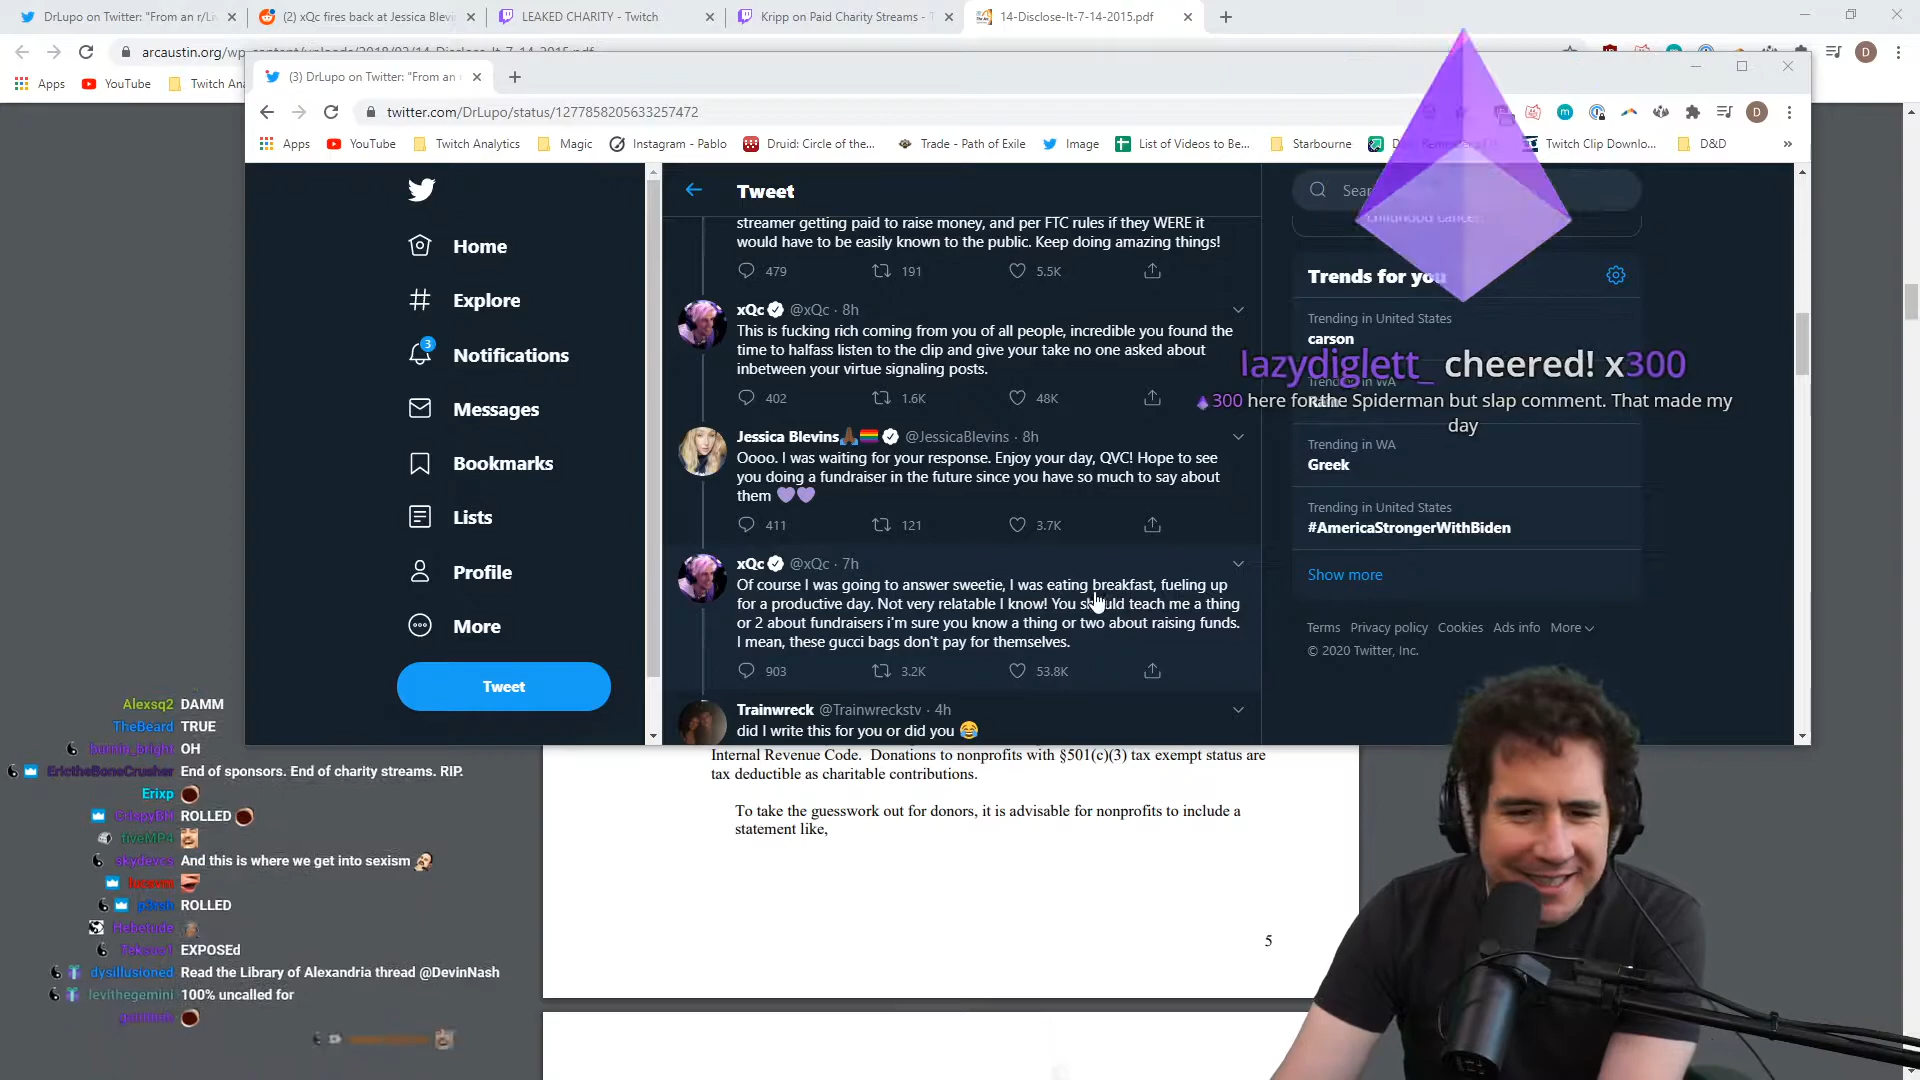 DrLupo on Twitter: "From an r/Liv
(2) xQc fires back at Jessica Blevin
LEAKED CHARITY - Twitch
Kripp on Paid Charity Streams - T
14-Disclose-It-7-14-2015.pdf
Apps
YouTube
Twitch Ana
(3) DrLupo on Twitter: "From an
twitter.com/DrLupo/status/1277858205633257472
Apps
YouTube
Twitch Analytics
Magic
Instagram - Pablo
Druid: Circle of the...
Trade - Path of Exile
Image
List of Videos to Be...
Starbourne
Twitch Clip Downlo...
D&D
Home
Explore
3
Notifications
Messages
Bookmarks
Lists
Profile
More
Tweet
Tweet
streamer getting paid to raise money, and per FTC rules if they WERE it
would have to be easily known to the public. Keep doing amazing things!
479 191 5.5K
xQc @xQc · 8h
This is fucking rich coming from you of all people, incredible you found the
time to halfass listen to the clip and give your take no one asked about
inbetween your virtue signaling posts.
402 1.6K 48K
Jessica Blevins @JessicaBlevins · 8h
Oooo. I was waiting for your response. Enjoy your day, QVC! Hope to see
you doing a fundraiser in the future since you have so much to say about
them 💜💜
411 121 3.7K
xQc @xQc · 7h
Of course I was going to answer sweetie, I was eating breakfast, fueling up
for a productive day. Not very relatable I know! You should teach me a thing
or 2 about fundraisers i'm sure you know a thing or two about raising funds.
I mean, these gucci bags don't pay for themselves.
903 3.2K 53.8K
Trainwreck @Trainwreckstv · 4h
did I write this for you or did you 😂
childhood cancer
Trends for you
Trending in United States
carson
lazydiglett_ cheered! x300
300 here for the Spiderman but slap comment. That made my
day
Trending in WA
Trending in WA
Greek
Trending in United States
#AmericaStrongerWithBiden
Show more
Terms Privacy policy Cookies Ads info More
© 2020 Twitter, Inc.
Internal Revenue Code. Donations to nonprofits with §501(c)(3) tax exempt status are
tax deductible as charitable contributions.
To take the guesswork out for donors, it is advisable for nonprofits to include a
statement like,
5
Alexsq2 DAMM
TheBeard TRUE
burnin_bright OH
ErictheBoneCrusher End of sponsors. End of charity streams. RIP.
Erixp
CrispyBH ROLLED
fiveMP4
skydevcs And this is where we get into sexism
ROLLED
Hebetude
EXPOSEd
dysillusioned Read the Library of Alexandria thread @DevinNash
levithegemini 100% uncalled for